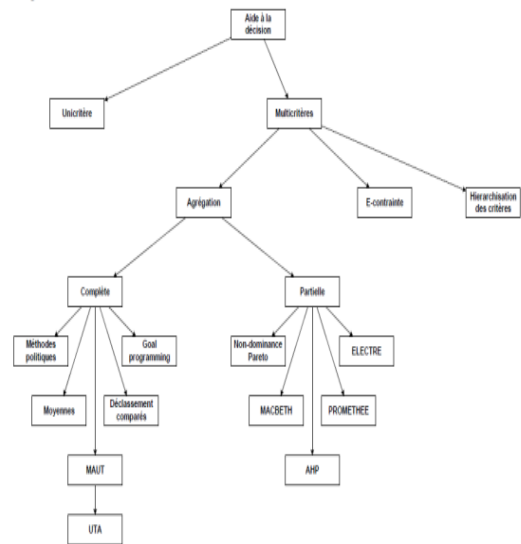 Aide à la
décision
Unicritère
Multicritères
Agrégation
E-contrainte
Hierarchisation
des critères
Complète
Partielle
Méthodes
politiques
Goal
programming
Non-dominance
Pareto
ELECTRE
Moyennes
Déclassement
comparés
MACBETH
PROMETHEE
MAUT
AHP
UTA